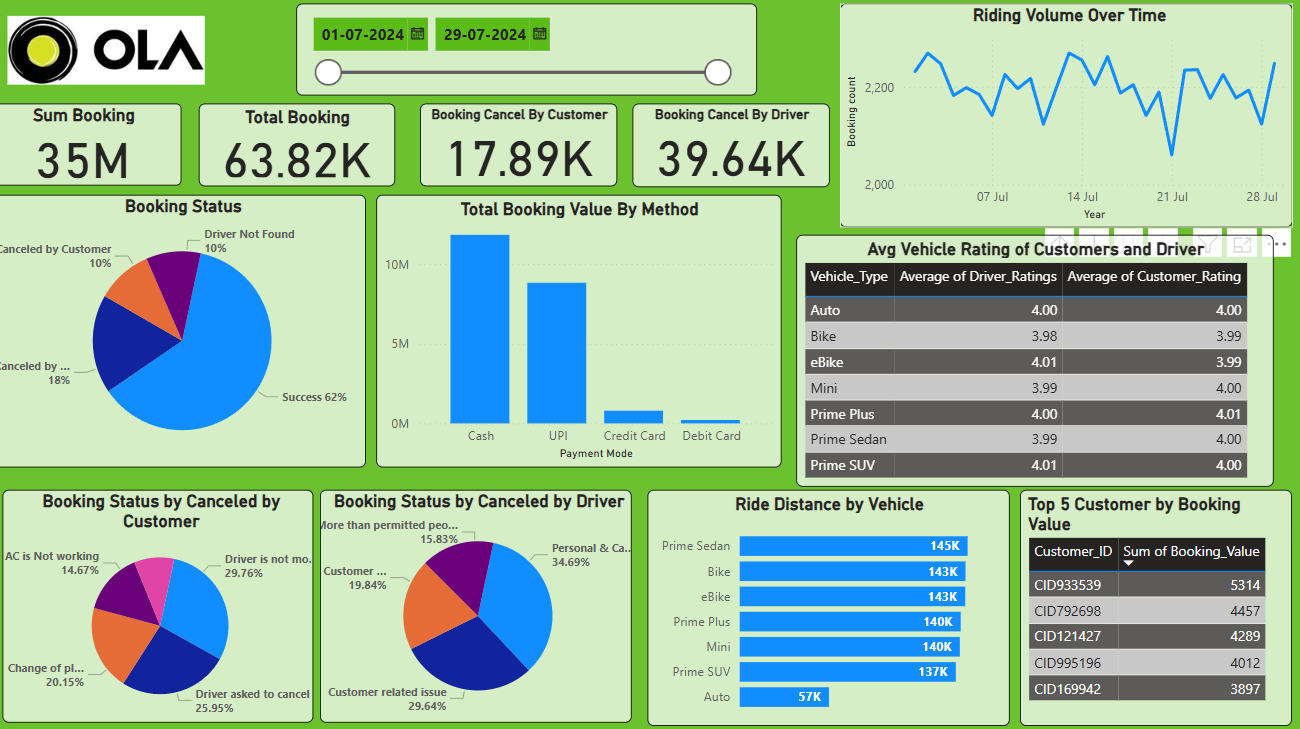 OLA
01-07-2024
29-07-2024
Sum Booking
35M
Total Booking
63.82K
Booking Cancel By Customer
17.89K
Booking Cancel By Driver
39.64K
Riding Volume Over Time
Booking count
2,200
2,000
07 Jul
14 Jul
21 Jul
28 Jul
Year
Booking Status
Driver Not Found
10%
Canceled by Customer
10%
Canceled by ...
18%
Success 62%
Total Booking Value By Method
10M
5M
0M
Cash
UPI
Credit Card
Debit Card
Payment Mode
Avg Vehicle Rating of Customers and Driver
Vehicle_Type Average of Driver_Ratings Average of Customer_Rating
Auto 4.00 4.00
Bike 3.98 3.99
eBike 4.01 3.99
Mini 3.99 4.00
Prime Plus 4.00 4.01
Prime Sedan 3.99 4.00
Prime SUV 4.01 4.00
Booking Status by Canceled by
Customer
AC is Not working
14.67%
Driver is not mo...
29.76%
Change of pl...
20.15%
Driver asked to cancel
25.95%
Booking Status by Canceled by Driver
More than permitted peo...
15.83%
Personal & Ca...
34.69%
Customer ...
19.84%
Customer related issue
29.64%
Ride Distance by Vehicle
Prime Sedan 145K
Bike 143K
eBike 143K
Prime Plus 140K
Mini 140K
Prime SUV 137K
Auto 57K
Top 5 Customer by Booking
Value
Customer_ID Sum of Booking_Value
CID933539 5314
CID792698 4457
CID121427 4289
CID995196 4012
CID169942 3897